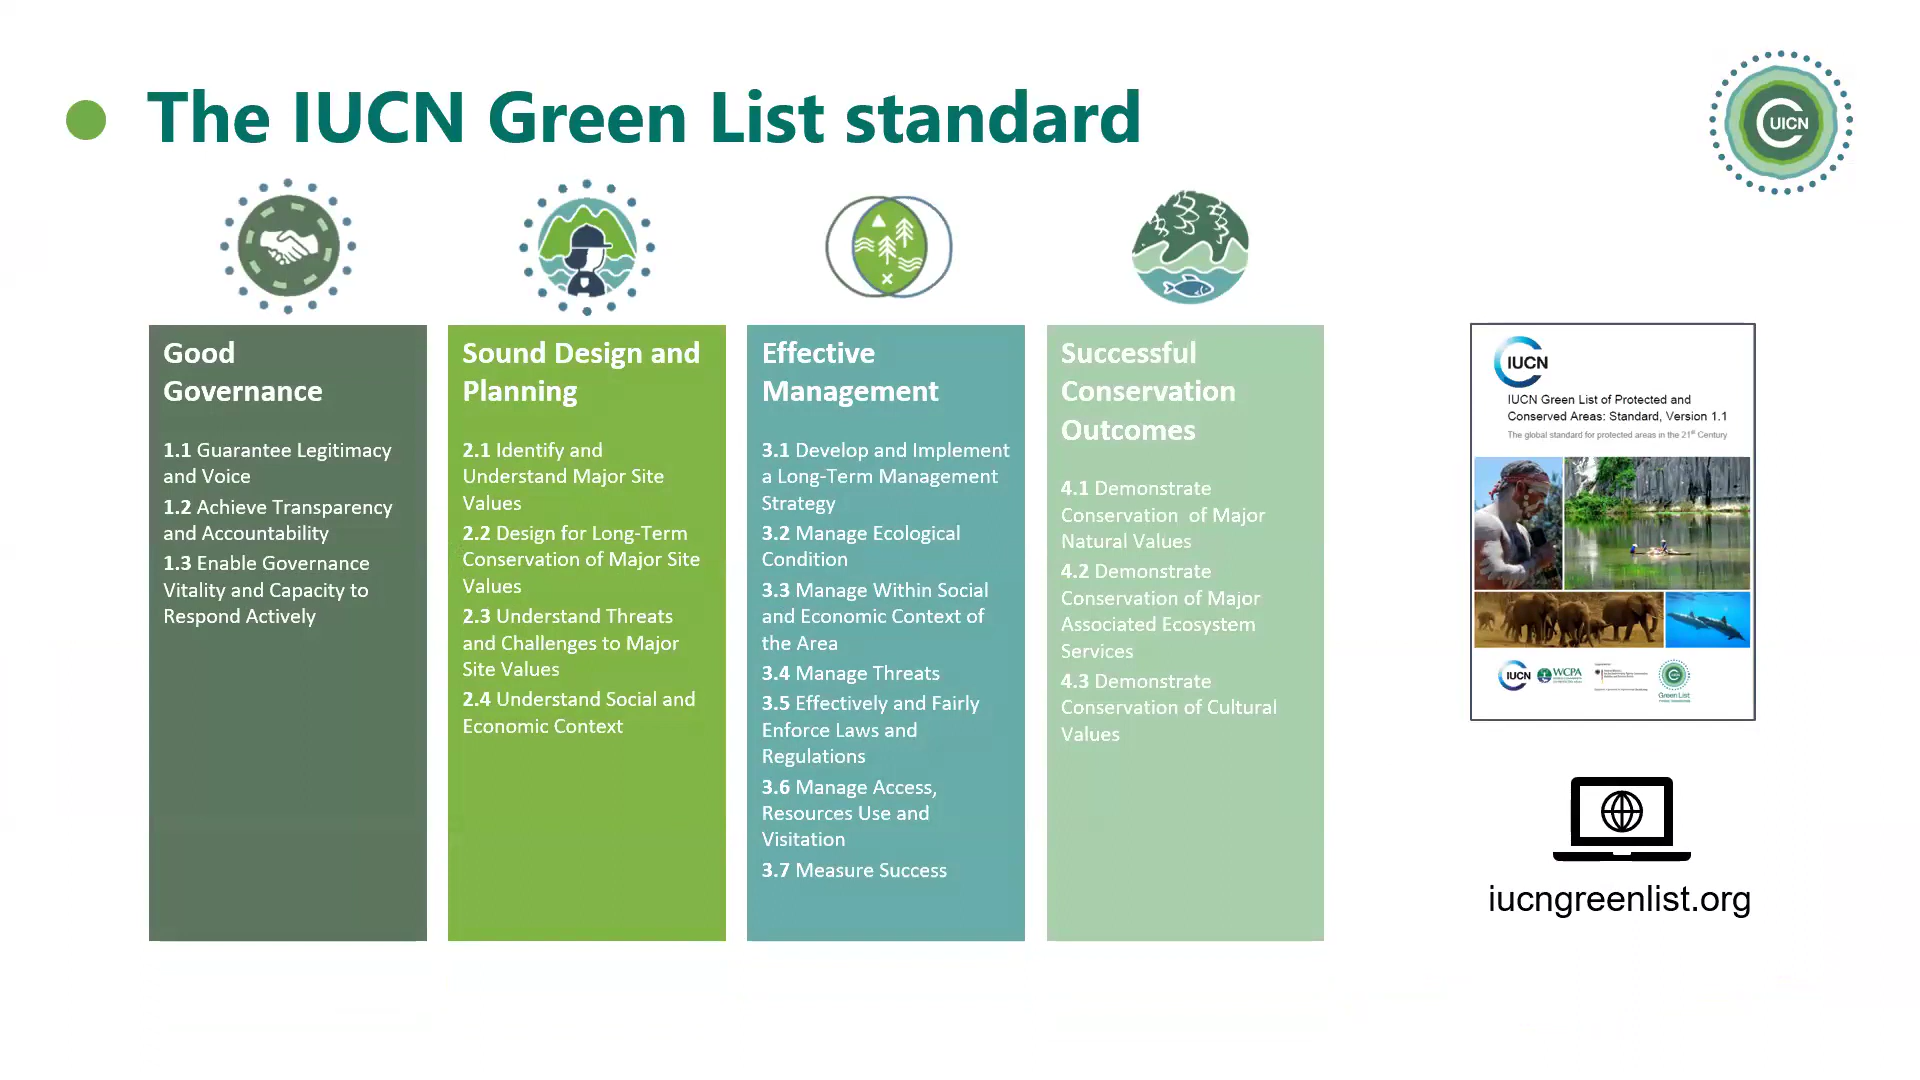 The IUCN Green List standard
UICN
Good
Governance
1.1 Guarantee Legitimacy
and Voice
1.2 Achieve Transparency
and Accountability
1.3 Enable Governance
Vitality and Capacity to
Respond Actively
Sound Design and
Planning
2.1 Identify and
Understand Major Site
Values
2.2 Design for Long-Term
Conservation of Major Site
Values
2.3 Understand Threats
and Challenges to Major
Site Values
2.4 Understand Social and
Economic Context
Effective
Management
3.1 Develop and Implement
a Long-Term Management
Strategy
3.2 Manage Ecological
Condition
3.3 Manage Within Social
and Economic Context of
the Area
3.4 Manage Threats
3.5 Effectively and Fairly
Enforce Laws and
Regulations
3.6 Manage Access,
Resources Use and
Visitation
3.7 Measure Success
Successful
Conservation
Outcomes
4.1 Demonstrate
Conservation of Major
Natural Values
4.2 Demonstrate
Conservation of Major
Associated Ecosystem
Services
4.3 Demonstrate
Conservation of Cultural
Values
IUCN
IUCN Green List of Protected and
Conserved Areas: Standard, Version 1.1
The global standard for protected areas in the 21st Century
IUCN
WCPA
Green List
iucngreenlist.org